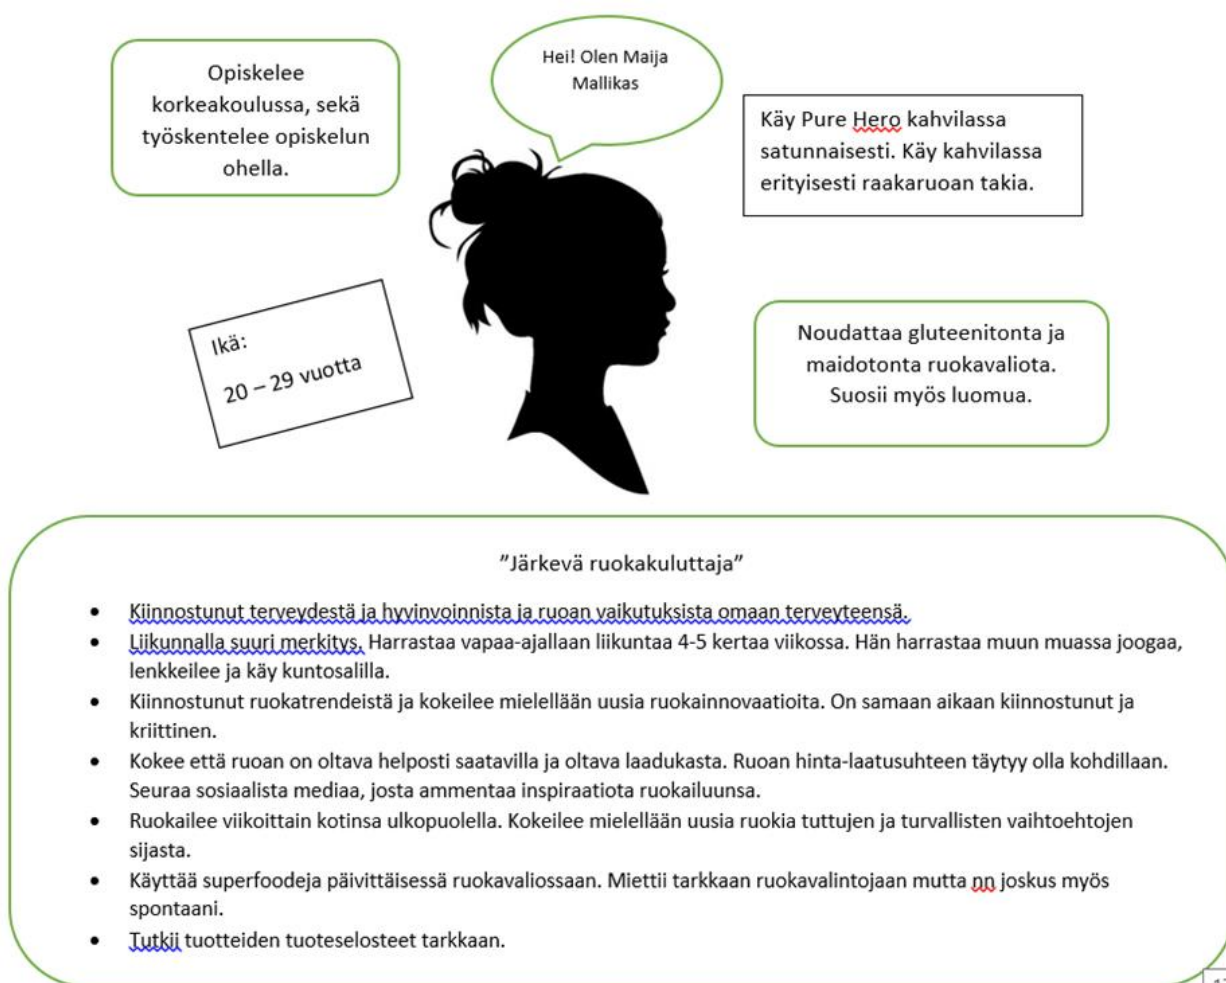 Opiskelee
korkeakoulussa, sekä
työskentelee opiskelun
ohella.
Hei! Olen Maija
Mallikas
Käy Pure Hero kahvilassa
satunnaisesti. Käy kahvilassa
erityisesti raakaruoan takia.
Ikä:
20 – 29 vuotta
Noudattaa gluteenitonta ja
maidotonta ruokavaliota.
Suosii myös luomua.
”Järkevä ruokakuluttaja”
• Kiinnostunut terveydestä ja hyvinvoinnista ja ruoan vaikutuksista omaan terveyteensä.
• Liikunnalla suuri merkitys. Harrastaa vapaa-ajallaan liikuntaa 4-5 kertaa viikossa. Hän harrastaa muun muassa joogaa,
lenkkeilee ja käy kuntosalilla.
• Kiinnostunut ruokatrendeistä ja kokeilee mielellään uusia ruokainnovaatioita. On samaan aikaan kiinnostunut ja
kriittinen.
• Kokee että ruoan on oltava helposti saatavilla ja oltava laadukasta. Ruoan hinta-laatusuhteen täytyy olla kohdillaan.
Seuraa sosiaalista mediaa, josta ammentaa inspiraatiota ruokailuunsa.
• Ruokailee viikoittain kotinsa ulkopuolella. Kokeilee mielellään uusia ruokia tuttujen ja turvallisten vaihtoehtojen
sijasta.
• Käyttää superfoodeja päivittäisessä ruokavaliossaan. Miettii tarkkaan ruokavalintojaan mutta nn joskus myös
spontaani.
• Tutkii tuotteiden tuoteselosteet tarkkaan.